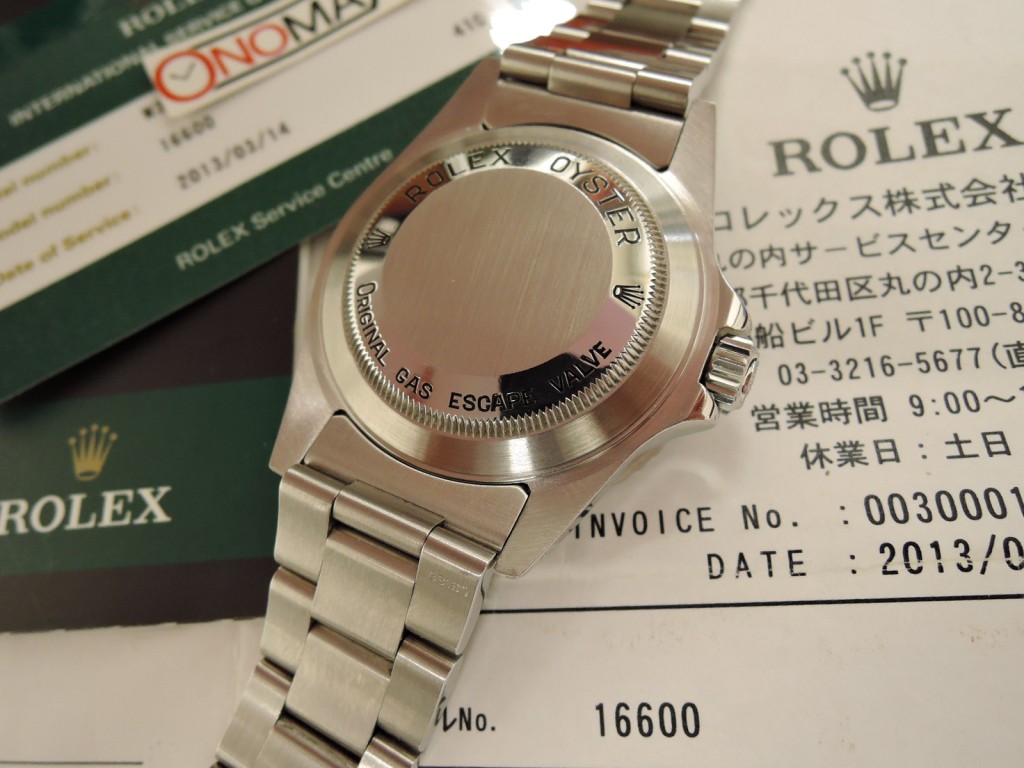 ROLEX
INTERNATIONAL SERVICE
ONOMAX
410
16600
number:
2013/03/14
Date of Service:
ROLEX Service Centre
ROLEX
ROLEX OYSTER
ORIGINAL GAS ESCAPE VALVE
ROLEX
レックス株式会社
の内サービスセンタ
千代田区丸の内2-3
船ビル1F 〒100-8
03-3216-5677(直
営業時間 9:00～
休業日:土日
INVOICE No. :0030001
DATE :2013/0
No. 16600